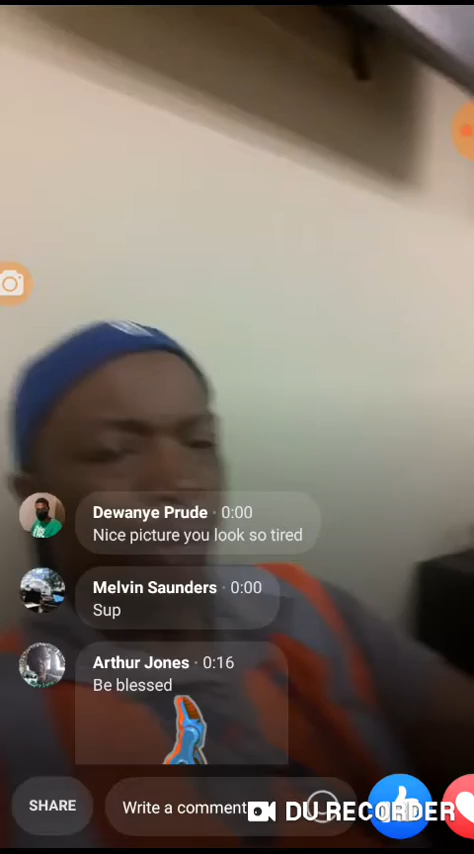 Dewanye Prude · 0:00
Nice picture you look so tired
Melvin Saunders · 0:00
Sup
Arthur Jones · 0:16
Be blessed
SHARE
Write a comment
DU RECORDER